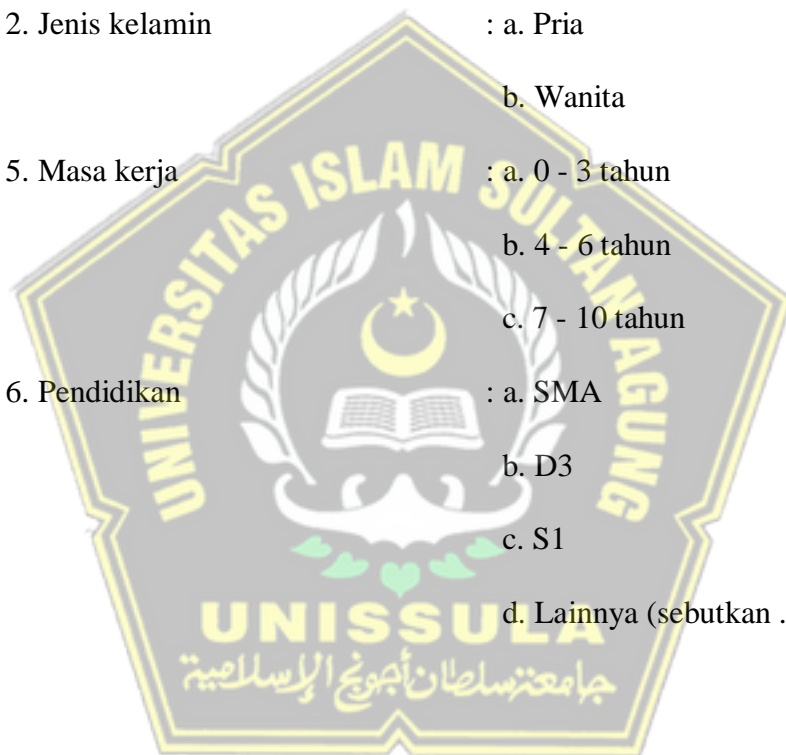 2. Jenis kelamin : a. Pria
b. Wanita
5. Masa kerja : a. 0 - 3 tahun
b. 4 - 6 tahun
c. 7 - 10 tahun
6. Pendidikan : a. SMA
b. D3
c. S1
d. Lainnya (sebutkan .
UNIVERSITAS ISLAM SULTAN AGUNG
UNISSULA
جامعة سلطان أجونج الإسلامية